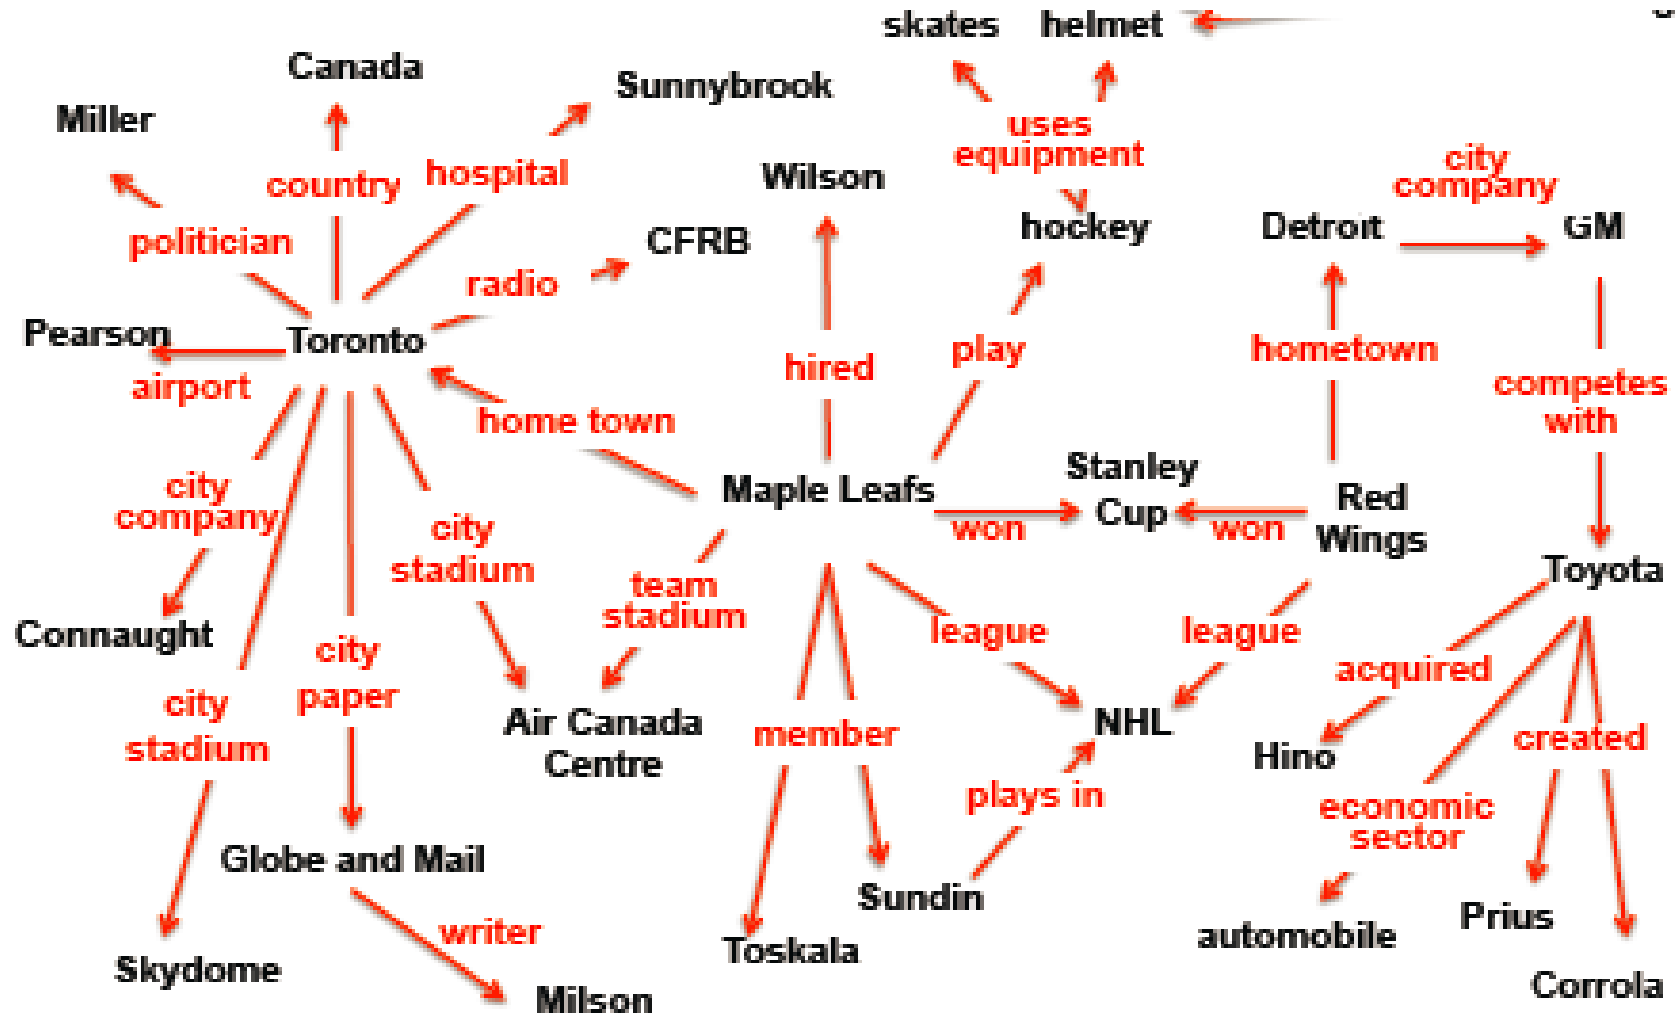 skates helmet
Canada
Sunnybrook
Miller
uses
equipment
country
hospital
Wilson
city
company
politician
CFRB
hockey
Detroit
GM
radio
Pearson
Toronto
airport
hired
play
hometown
competes
with
home town
Maple Leafs
Stanley
Cup
won
won
Red
Wings
city
company
city
stadium
team
stadium
Toyota
Connaught
league
league
city
paper
acquired
city
stadium
Air Canada
Centre
member
NHL
Hino
created
plays in
economic
sector
Globe and Mail
Sundin
Prius
writer
Toskala
automobile
Skydome
Milson
Corrola